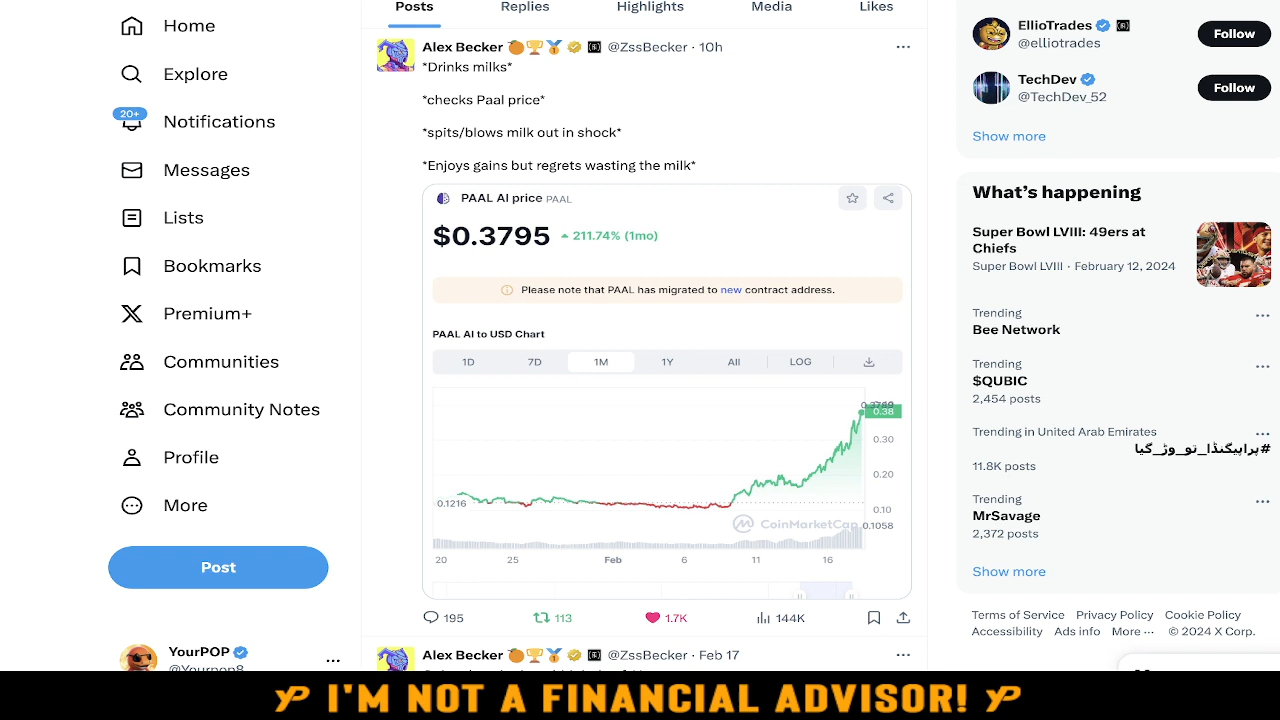 Home
Explore
20+
Notifications
Messages
Lists
Bookmarks
Premium+
Communities
Community Notes
Profile
More
Post
YourPOP
@Yourpop8
Posts
Replies
Highlights
Media
Likes
Alex Becker @ZssBecker · 10h
*Drinks milks*
*checks Paal price*
*spits/blows milk out in shock*
*Enjoys gains but regrets wasting the milk*
PAAL AI price PAAL
$0.3795 211.74% (1mo)
Please note that PAAL has migrated to new contract address.
PAAL AI to USD Chart
1D 7D 1M 1Y All LOG
0.3789
0.38
0.30
0.20
0.1216
0.10
CoinMarketCap
0.1058
20 25 Feb 6 11 16
195 113 1.7K 144K
Alex Becker @ZssBecker · Feb 17
EllioTrades
@elliotrades
Follow
TechDev
@TechDev_52
Follow
Show more
What's happening
Super Bowl LVIII: 49ers at
Chiefs
Super Bowl LVIII · February 12, 2024
Trending
Bee Network
Trending
$QUBIC
2,454 posts
Trending in United Arab Emirates
#پراپیگنڈا_تو_وڑ_گیا
11.8K posts
Trending
MrSavage
2,372 posts
Show more
Terms of Service Privacy Policy Cookie Policy
Accessibility Ads info More ··· © 2024 X Corp.
I'M NOT A FINANCIAL ADVISOR!